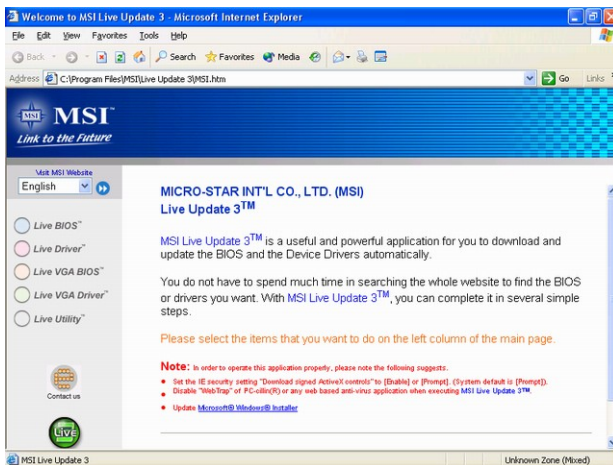 Welcome to MSI Live Update 3 - Microsoft Internet Explorer
File Edit View Favorites Tools Help
Back Search Favorites Media
Address C:\Program Files\MSI\Live Update 3\MSI.htm Go Links
MSI
MSI™
Link to the Future
Visit MSI Website
English
Live BIOS™
Live Driver™
Live VGA BIOS™
Live VGA Driver™
Live Utility™
Contact us
LIVE
MICRO-STAR INT'L CO., LTD. (MSI)
Live Update 3TM
MSI Live Update 3TM is a useful and powerful application for you to download and
update the BIOS and the Device Drivers automatically.
You do not have to spend much time in searching the whole website to find the BIOS
or drivers you want. With MSI Live Update 3TM, you can complete it in several simple
steps.
Please select the items that you want to do on the left column of the main page.
Note: In order to operate this application properly, please note the following suggests.
Set the IE security setting "Download signed ActiveX controls" to [Enable] or [Prompt]. (System default is [Prompt]).
Disable "WebTrap" of PC-cillin(R) or any web based anti-virus application when executing MSI Live Update 3TM.
Update Microsoft® Windows® Installer
MSI Live Update 3 Unknown Zone (Mixed)